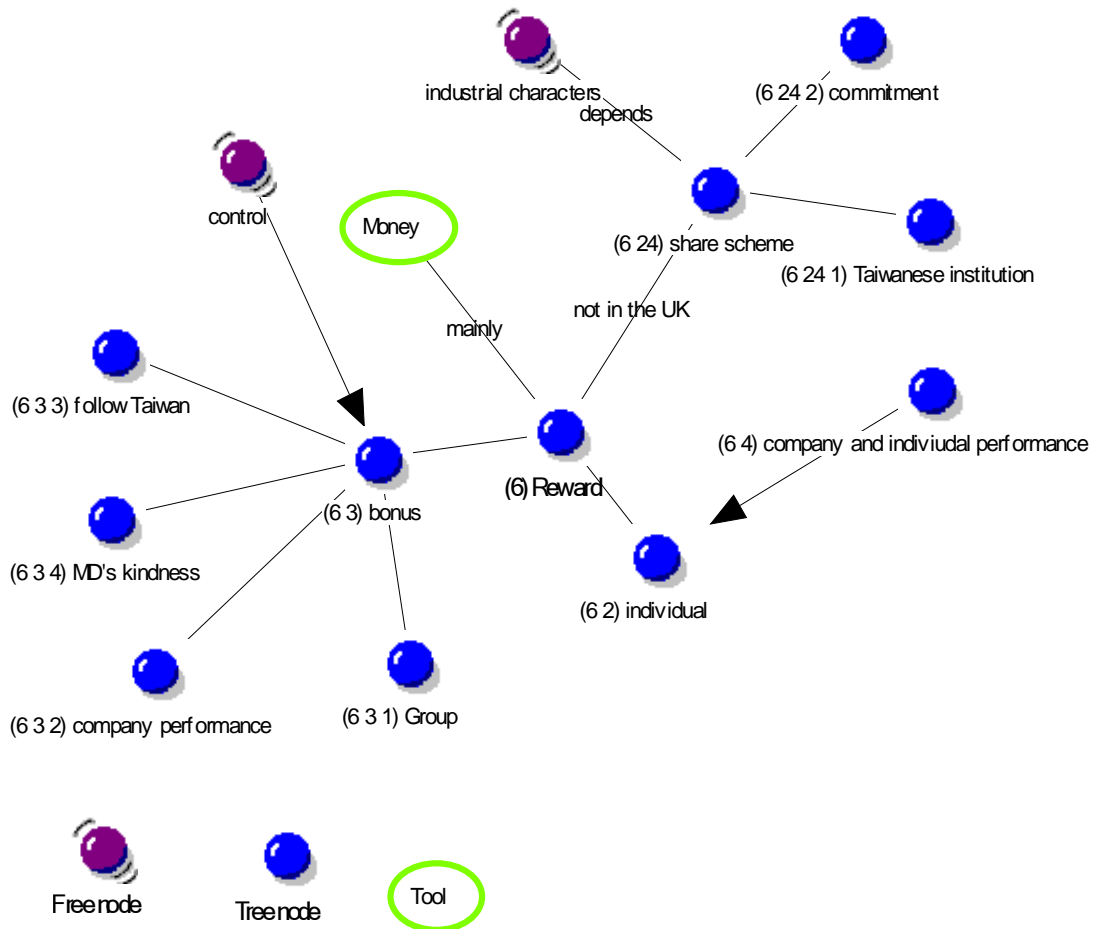 industrial characters
depends
(6 24 2) commitment
control
Money
(6 24) share scheme
(6 24 1) Taiwanese institution
not in the UK
mainly
(6 3 3) follow Taiwan
(6 4) company and indiviudal performance
(6) Reward
(6 3) bonus
(6 3 4) MD's kindness
(6 2) individual
(6 3 2) company performance
(6 3 1) Group
Free node
Tree node
Tool